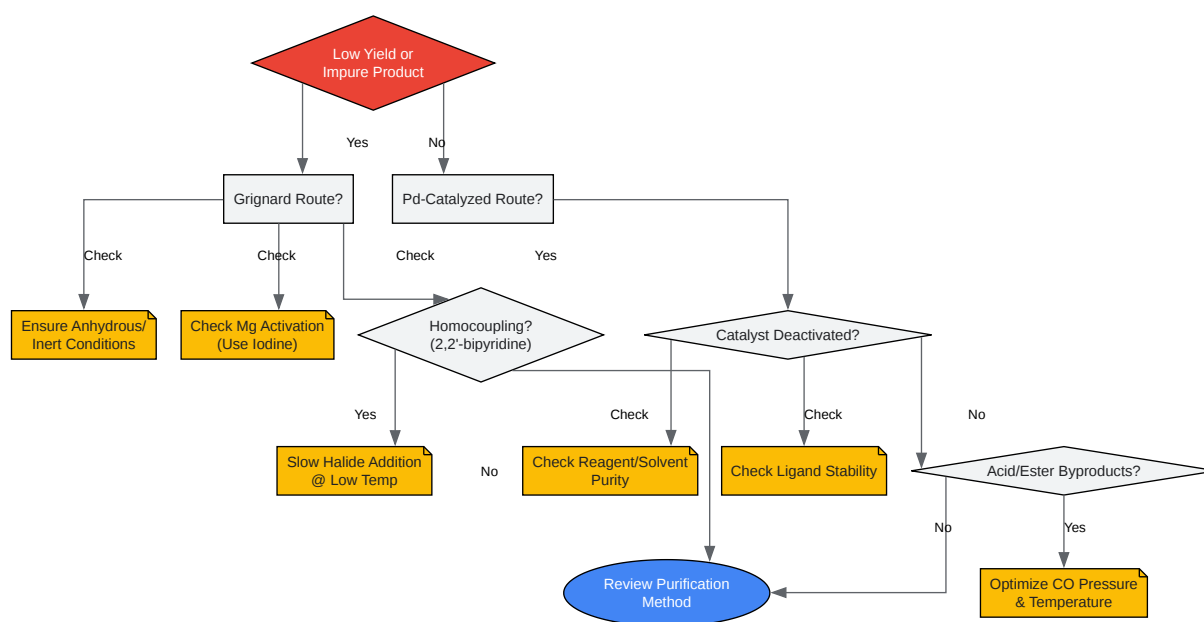 Low Yield or
Impure Product
Yes
No
Grignard Route?
Pd-Catalyzed Route?
Check
Check
Check
Yes
Ensure Anhydrous/
Inert Conditions
Check Mg Activation
(Use Iodine)
Homocoupling?
(2,2'-bipyridine)
Catalyst Deactivated?
Yes
Check
Check
No
Slow Halide Addition
@ Low Temp
No
Check Reagent/Solvent
Purity
Check Ligand Stability
Acid/Ester Byproducts?
No
Yes
Review Purification
Method
Optimize CO Pressure
& Temperature